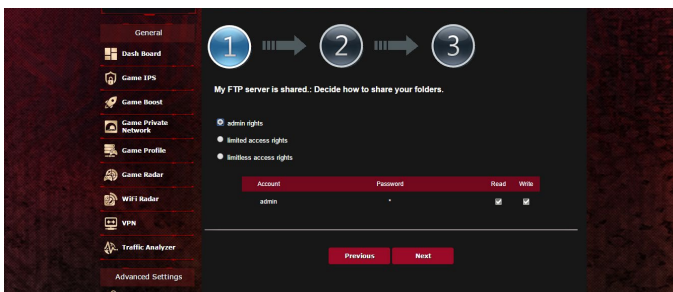 General
Dash Board
Game IPS
Game Boost
Game Private
Network
Game Profile
Game Radar
WiFi Radar
VPN
Traffic Analyzer
Advanced Settings
1
2
3
My FTP server is shared.: Decide how to share your folders.
admin rights
limited access rights
limitless access rights
Account Password Read Write
admin *
Previous Next